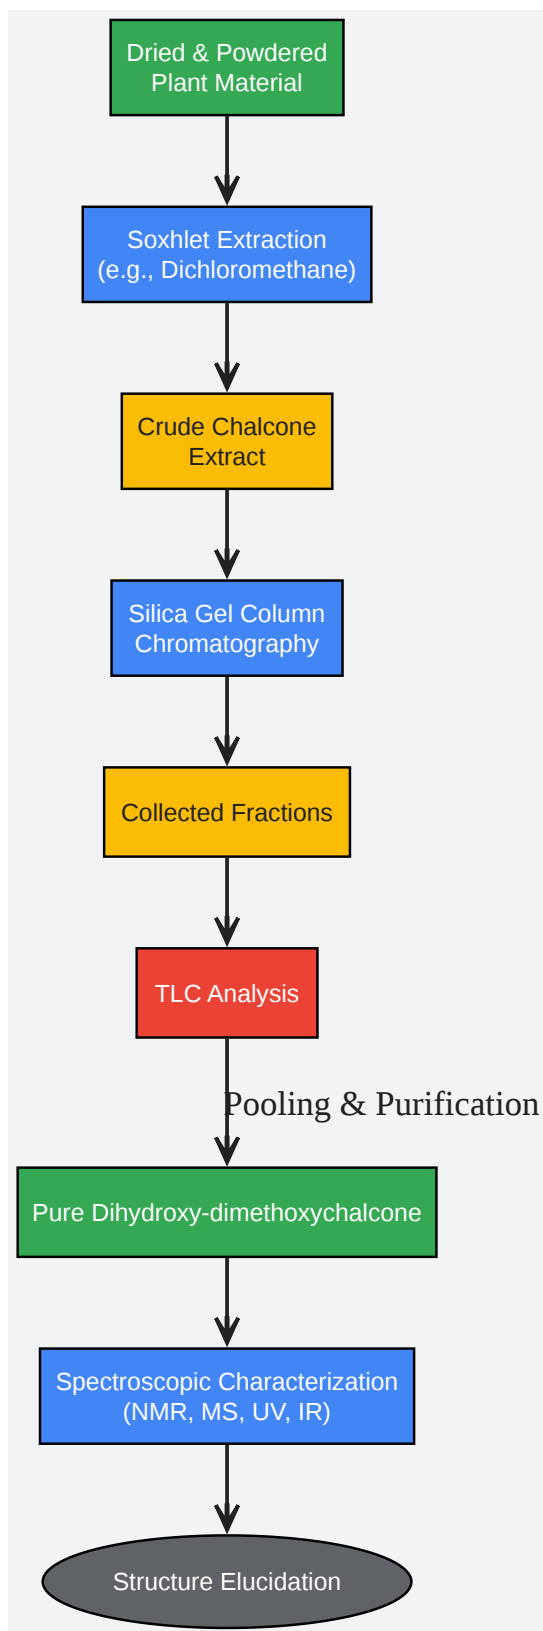 Dried & Powdered
Plant Material
Soxhlet Extraction
(e.g., Dichloromethane)
Crude Chalcone
Extract
Silica Gel Column
Chromatography
Collected Fractions
TLC Analysis
Pooling & Purification
Pure Dihydroxy-dimethoxychalcone
Spectroscopic Characterization
(NMR, MS, UV, IR)
Structure Elucidation